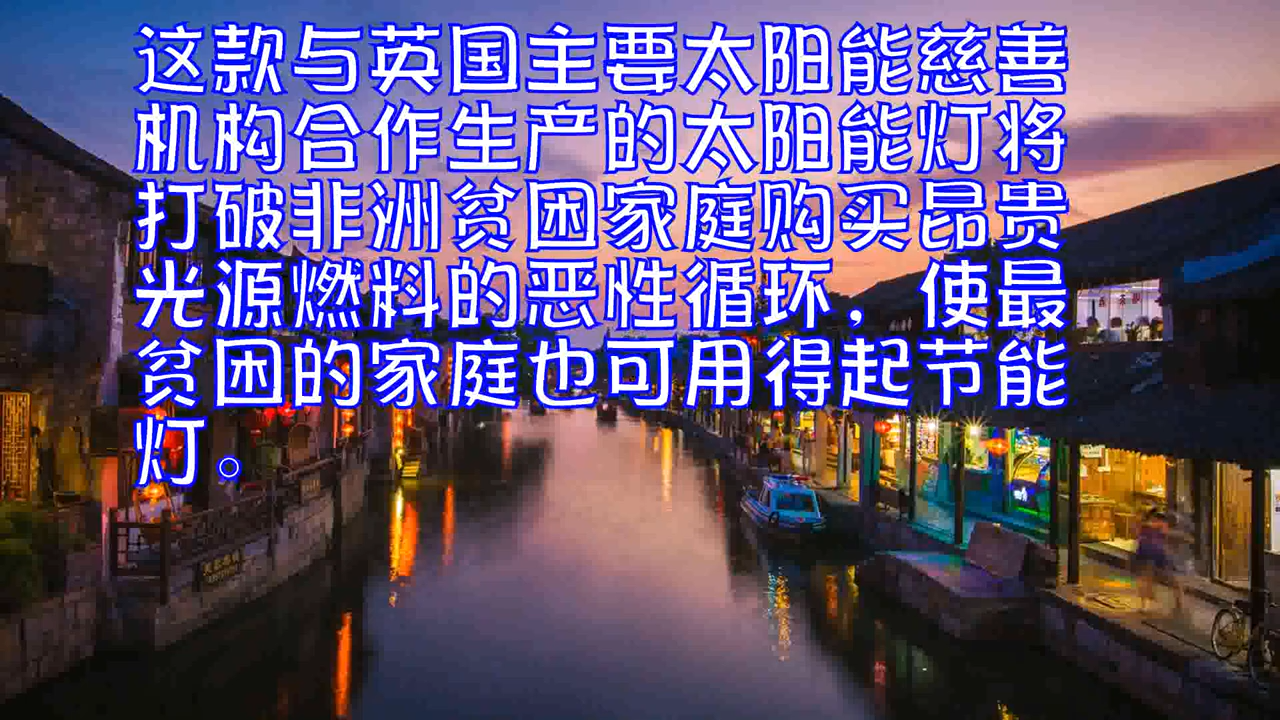 这款与英国主要太阳能慈善
机构合作生产的太阳能灯将
打破非洲贫困家庭购买昂贵
光源燃料的恶性循环，使最
贫困的家庭也可用得起节能
灯。